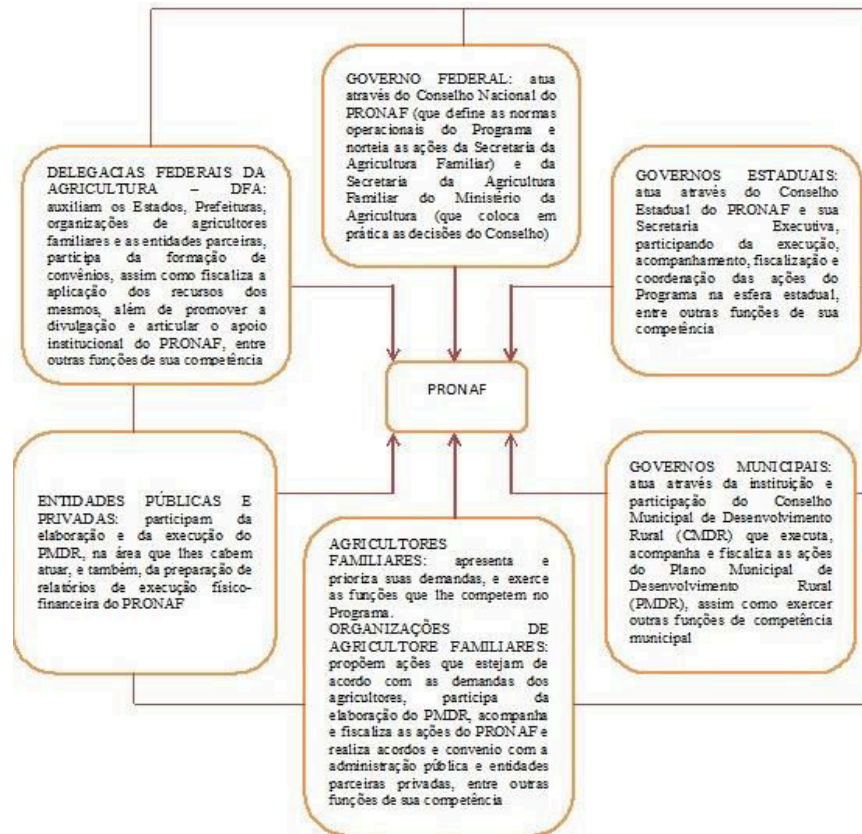 GOVERNO FEDERAL: atua
através do Conselho Nacional do
PRONAF (que define as normas
operacionais do Programa e
norteia as ações da Secretaria da
Agricultura Familiar) e da
Secretaria da Agricultura
Familiar do Ministério da
Agricultura (que coloca em
prática as decisões do Conselho)
DELEGACIAS FEDERAIS DA
AGRICULTURA – DFA:
auxiliam os Estados, Prefeituras,
organizações de agricultores
familiares e as entidades parceiras,
participa da formação de
convênios, assim como fiscaliza a
aplicação dos recursos dos
mesmos, além de promover a
divulgação e articular o apoio
institucional do PRONAF, entre
outras funções de sua competência
GOVERNOS ESTADUAIS:
atua através do Conselho
Estadual do PRONAF e sua
Secretaria Executiva,
participando da execução,
acompanhamento, fiscalização e
coordenação das ações do
Programa na esfera estadual,
entre outras funções de sua
competência
PRONAF
ENTIDADES PÚBLICAS E
PRIVADAS: participam da
elaboração e da execução do
PMDR, na área que lhes cabem
atuar, e também, da preparação de
relatórios de execução físico-
financeira do PRONAF
AGRICULTORES
FAMILIARES: apresenta e
prioriza suas demandas, e exerce
as funções que lhe competem no
Programa.
ORGANIZAÇÕES DE
AGRICULTORE FAMILIARES:
propõem ações que estejam de
acordo com as demandas dos
agricultores, participa da
elaboração do PMDR, acompanha
e fiscaliza as ações do PRONAF e
realiza acordos e convenio com a
administração pública e entidades
parceiras privadas, entre outras
funções de sua competência
GOVERNOS MUNICIPAIS:
atua através da instituição e
participação do Conselho
Municipal de Desenvolvimento
Rural (CMDR) que executa,
acompanha e fiscaliza as ações
do Plano Municipal de
Desenvolvimento Rural
(PMDR), assim como exercer
outras funções de competência
municipal